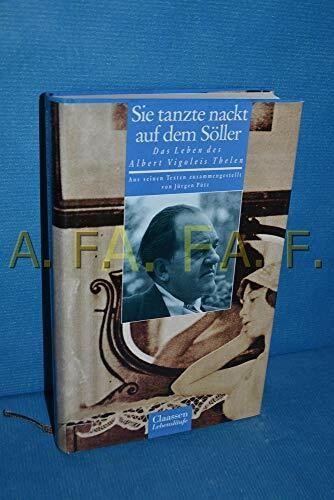 Sie tanzte nackt
auf dem Söller
Das Leben des
Albert Vigoleis Thelen
Aus seinen Texten zusammengestellt
von Jürgen Pütz
A. F. A. F. A. F.
Claassen
Lebensläufe